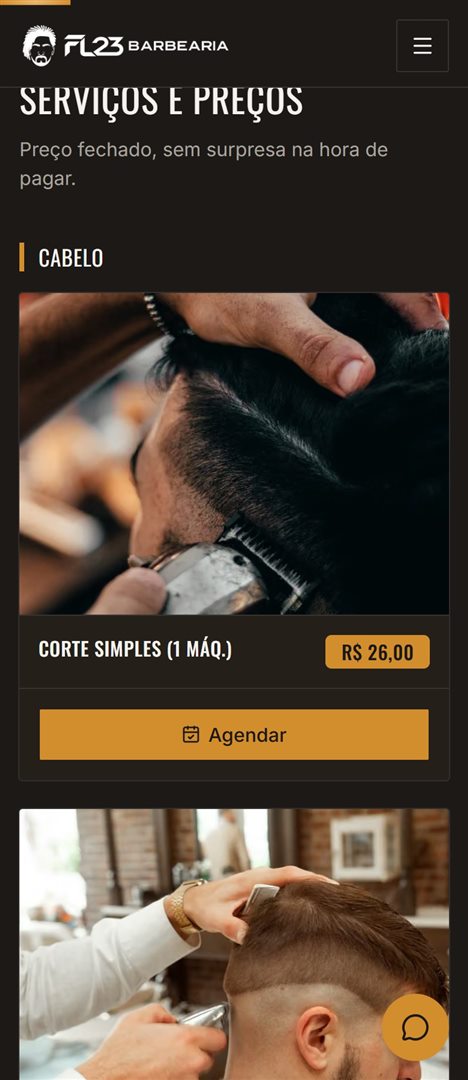 FL23 BARBEARIA
SERVIÇOS E PREÇOS
Preço fechado, sem surpresa na hora de
pagar.
CABELO
CORTE SIMPLES (1 MÁQ.)
R$ 26,00
Agendar